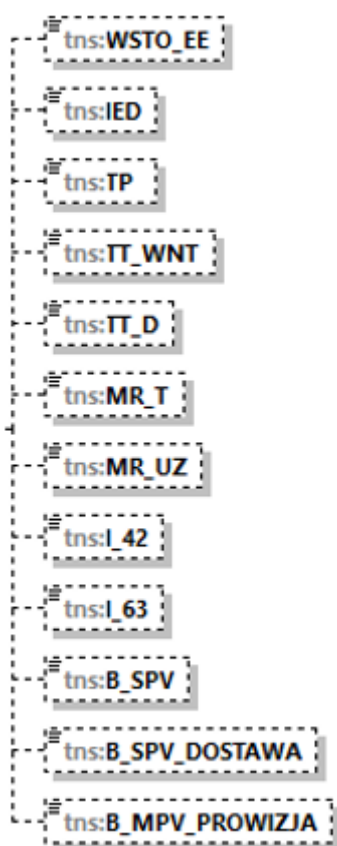 tns:WSTO_EE
tns:IED
tns:TP
tns:TT_WNT
tns:TT_D
tns:MR_T
tns:MR_UZ
tns:I_42
tns:I_63
tns:B_SPV
tns:B_SPV_DOSTAWA
tns:B_MPV_PROWIZJA